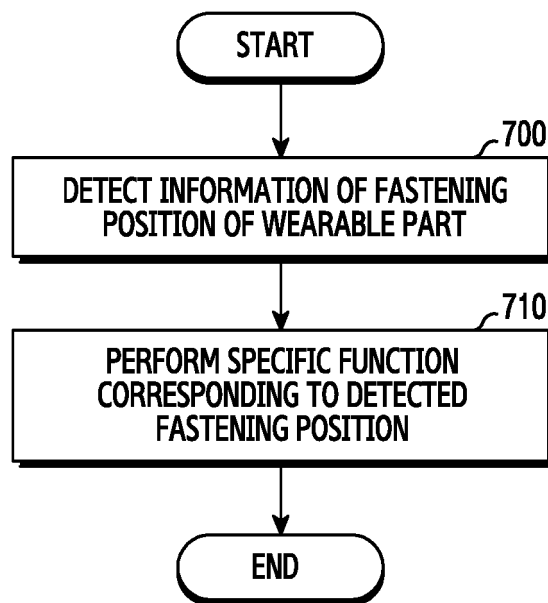 START
700
DETECT INFORMATION OF FASTENING
POSITION OF WEARABLE PART
710
PERFORM SPECIFIC FUNCTION
CORRESPONDING TO DETECTED
FASTENING POSITION
END